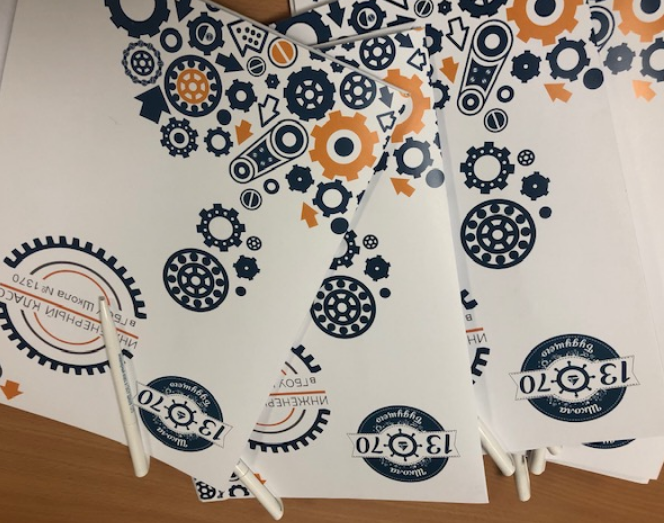 ИНЖЕНЕРНЫЙ КЛАСС
в ГБОУ Школа № 1370
Школа
13 70
Будущего
ИНЖЕНЕР
в ГБОУ
Школа
13 70
Будущего
Школа
13 70
Будущего